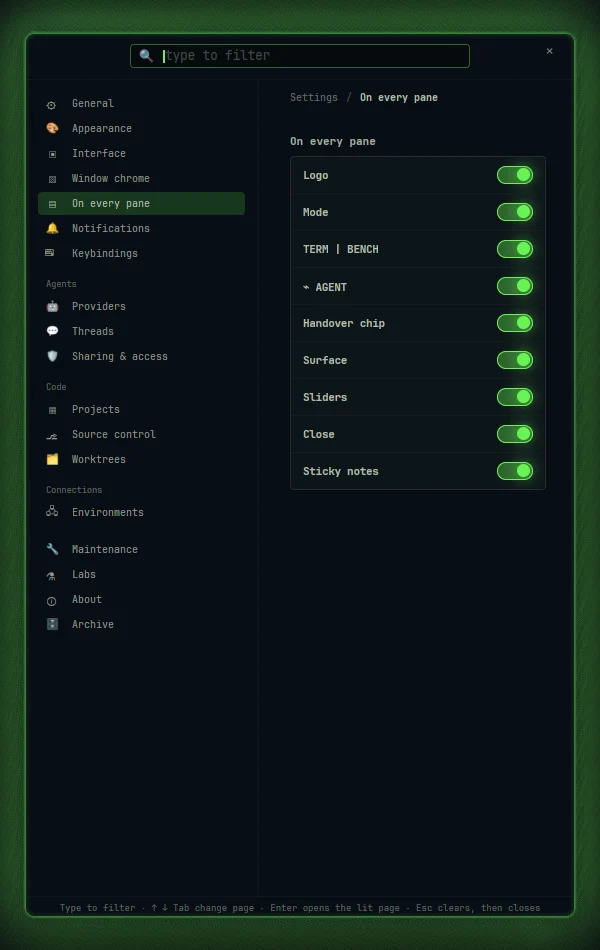 type to filter
×
General
Appearance
Interface
Window chrome
On every pane
Notifications
Keybindings
Agents
Providers
Threads
Sharing & access
Code
Projects
Source control
Worktrees
Connections
Environments
Maintenance
Labs
About
Archive
Settings / On every pane
On every pane
Logo
Mode
TERM | BENCH
⌁ AGENT
Handover chip
Surface
Sliders
Close
Sticky notes
Type to filter · ↑ ↓ Tab change page · Enter opens the lit page · Esc clears, then closes